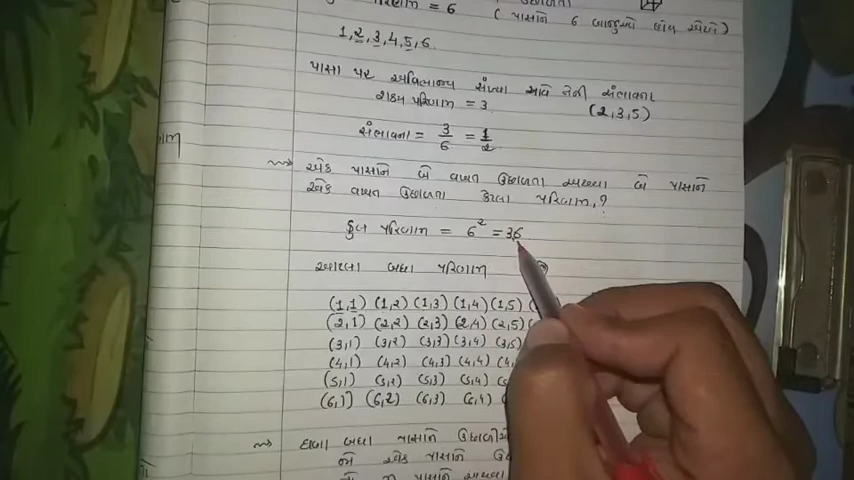 પરિણામ = 6 (પાસાને 6 બાજુઓ હોય
1, 2, 3, 4, 5, 6.
પાસા પર અવિભાજ્ય સંખ્યા આવે તેની સંભાવના
શક્ય પરિણામ = 3 (2, 3, 5)
સંભાવના = 3/6 = 1/2
એક પાસાને બે વખત ઉછાળતા અથવા બે પાસાને
એક વખત ઉછાળતા કેટલા પરિણામ ?
કુલ પરિણામ = 6² = 36
બધા પરિણામ
(1,1) (1,2) (1,3) (1,4) (1,5)
(2,1) (2,2) (2,3) (2,4) (2,5)
(3,1) (3,2) (3,3) (3,4) (3,5)
(4,1) (4,2) (4,3) (4,4) (4,
(5,1) (5,2) (5,3) (5,4)
(6,1) (6,2) (6,3) (6,4)
બધા પાસાને
એક પાસાને
પાસાને અથવા